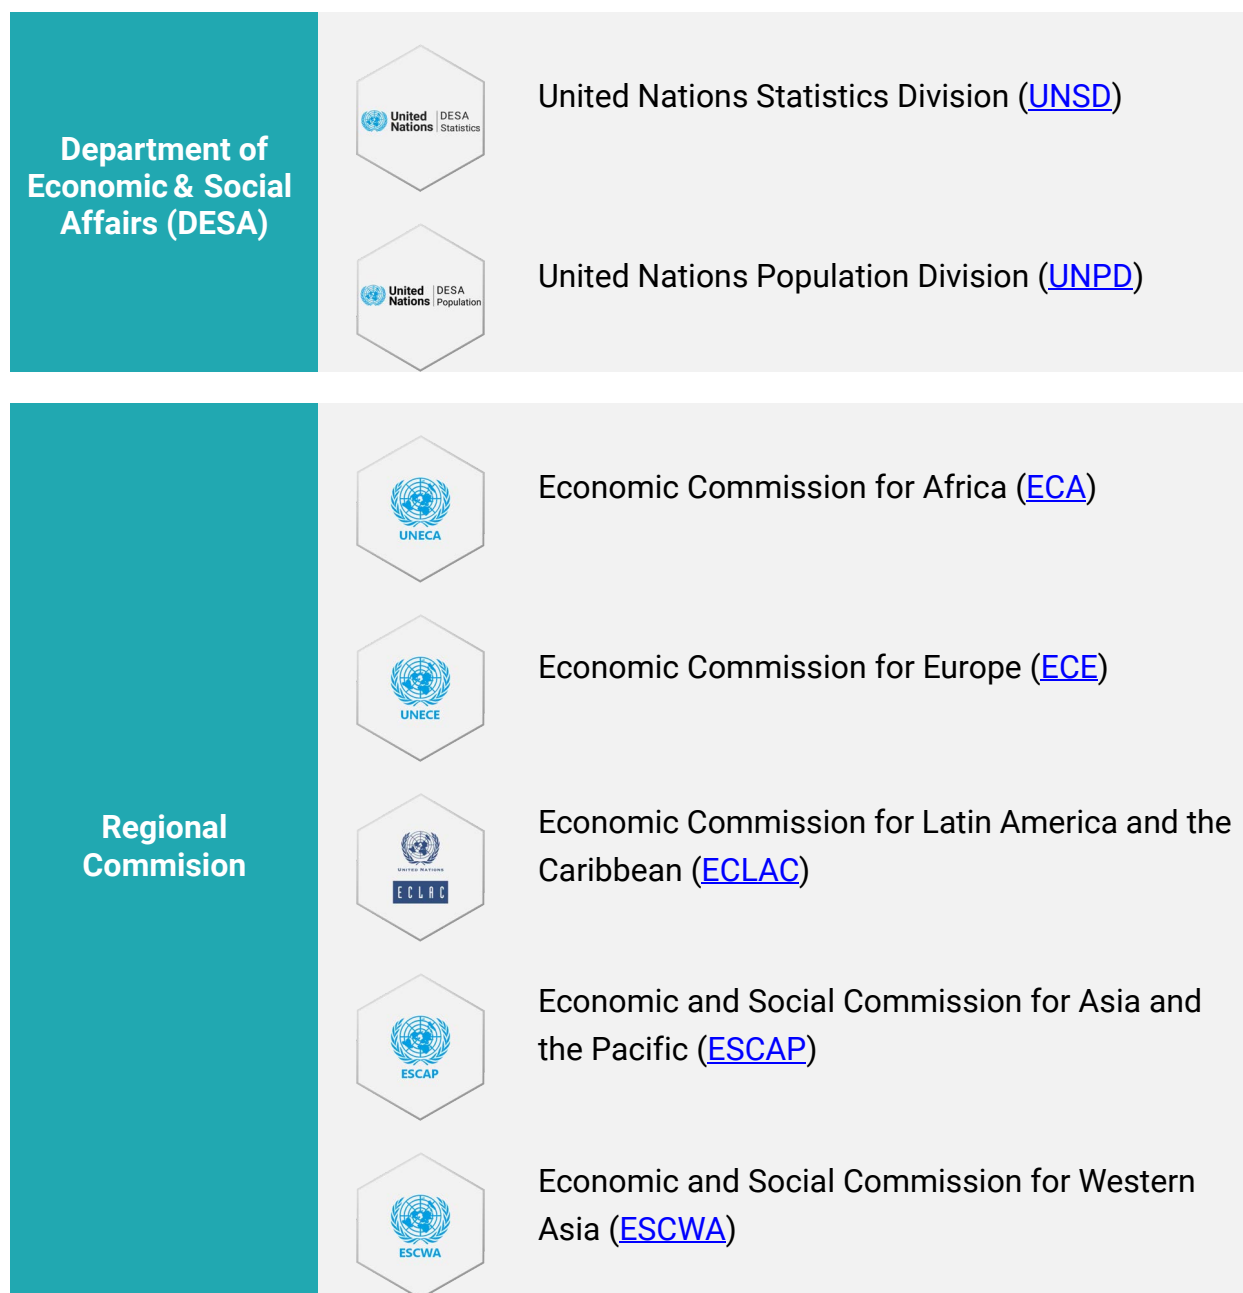 Department of
Economic & Social
Affairs (DESA)
United | DESA
Nations | Statistics
United Nations Statistics Division (UNSD)
United | DESA
Nations | Population
United Nations Population Division (UNPD)
Regional
Commision
UNECA
Economic Commission for Africa (ECA)
UNECE
Economic Commission for Europe (ECE)
UNITED NATIONS
ECLAC
Economic Commission for Latin America and the
Caribbean (ECLAC)
ESCAP
Economic and Social Commission for Asia and
the Pacific (ESCAP)
ESCWA
Economic and Social Commission for Western
Asia (ESCWA)